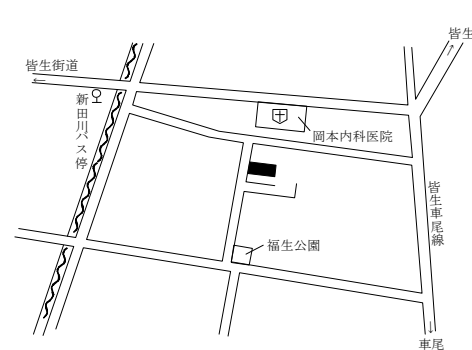 皆生
皆生街道
←
新田川バス停
岡本内科医院
皆生車尾線
福生公園
車尾